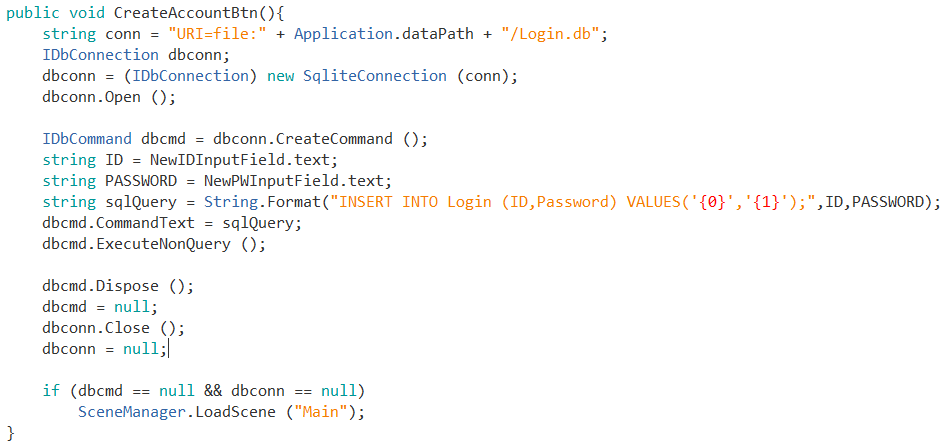 public void CreateAccountBtn(){
    string conn = "URI=file:" + Application.dataPath + "/Login.db";
    IDbConnection dbconn;
    dbconn = (IDbConnection) new SqliteConnection (conn);
    dbconn.Open ();

    IDbCommand dbcmd = dbconn.CreateCommand ();
    string ID = NewIDInputField.text;
    string PASSWORD = NewPWInputField.text;
    string sqlQuery = String.Format("INSERT INTO Login (ID,Password) VALUES('{0}','{1}');",ID,PASSWORD);
    dbcmd.CommandText = sqlQuery;
    dbcmd.ExecuteNonQuery ();

    dbcmd.Dispose ();
    dbcmd = null;
    dbconn.Close ();
    dbconn = null;

    if (dbcmd == null && dbconn == null)
        SceneManager.LoadScene ("Main");
}